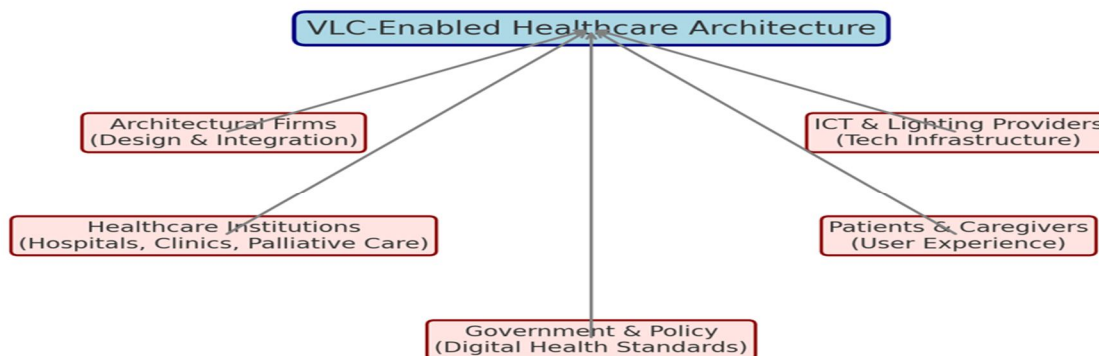 VLC-Enabled Healthcare Architecture
Architectural Firms
(Design & Integration)
ICT & Lighting Providers
(Tech Infrastructure)
Healthcare Institutions
(Hospitals, Clinics, Palliative Care)
Patients & Caregivers
(User Experience)
Government & Policy
(Digital Health Standards)